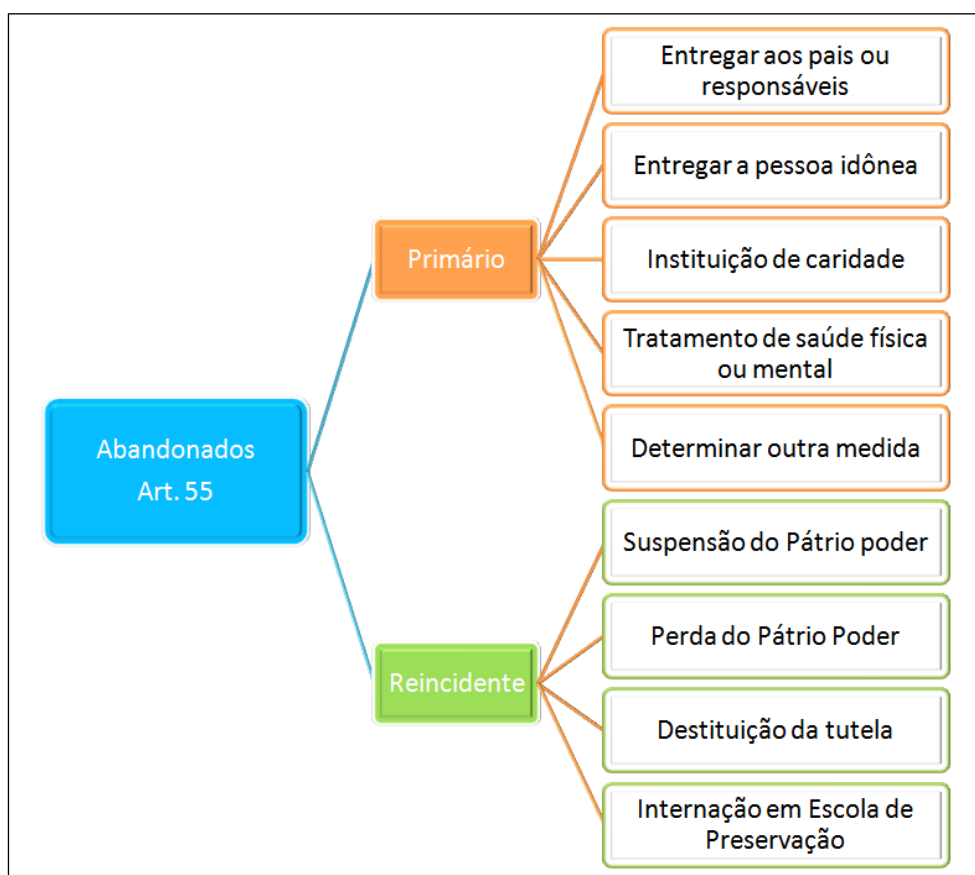 Abandonados
Art. 55
Primário
Entregar aos pais ou
responsáveis
Entregar a pessoa idônea
Instituição de caridade
Tratamento de saúde física
ou mental
Determinar outra medida
Reincidente
Suspensão do Pátrio poder
Perda do Pátrio Poder
Destituição da tutela
Internação em Escola de
Preservação